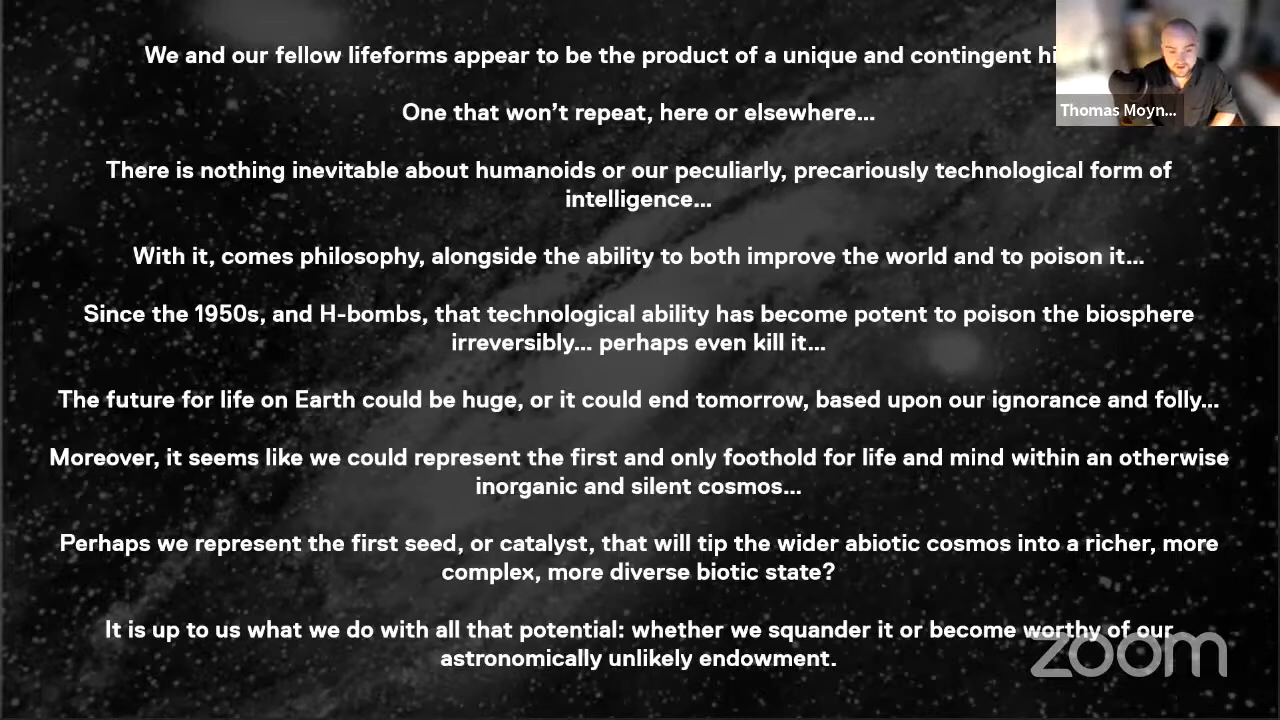 We and our fellow lifeforms appear to be the product of a unique and contingent
Thomas Moyn...
One that won't repeat, here or elsewhere...
There is nothing inevitable about humanoids or our peculiarly, precariously technological form of
intelligence...
With it, comes philosophy, alongside the ability to both improve the world and to poison it...
Since the 1950s, and H-bombs, that technological ability has become potent to poison the biosphere
irreversibly... perhaps even kill it...
The future for life on Earth could be huge, or it could end tomorrow, based upon our ignorance and folly...
Moreover, it seems like we could represent the first and only foothold for life and mind within an otherwise
inorganic and silent cosmos...
Perhaps we represent the first seed, or catalyst, that will tip the wider abiotic cosmos into a richer, more
complex, more diverse biotic state?
It is up to us what we do with all that potential: whether we squander it or become worthy of our
astronomically unlikely endowment.
zoom